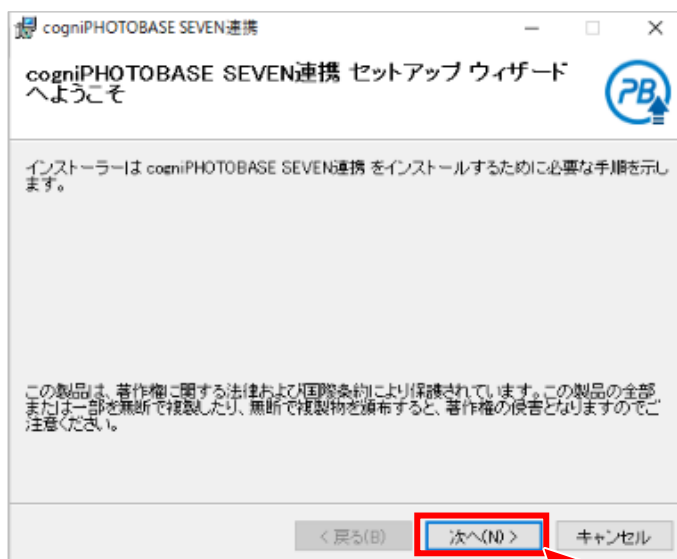 cogniPHOTOBASE SEVEN連携
cogniPHOTOBASE SEVEN連携 セットアップ ウィザード
へようこそ
PB
インストーラーは cogniPHOTOBASE SEVEN連携 をインストールするために必要な手順を示し
ます。
この製品は、著作権に関する法律および国際条約により保護されています。この製品の全部
または一部を無断で複製したり、無断で複製物を頒布すると、著作権の侵害となりますのでご
注意ください。
< 戻る(B)
次へ(N) >
キャンセル